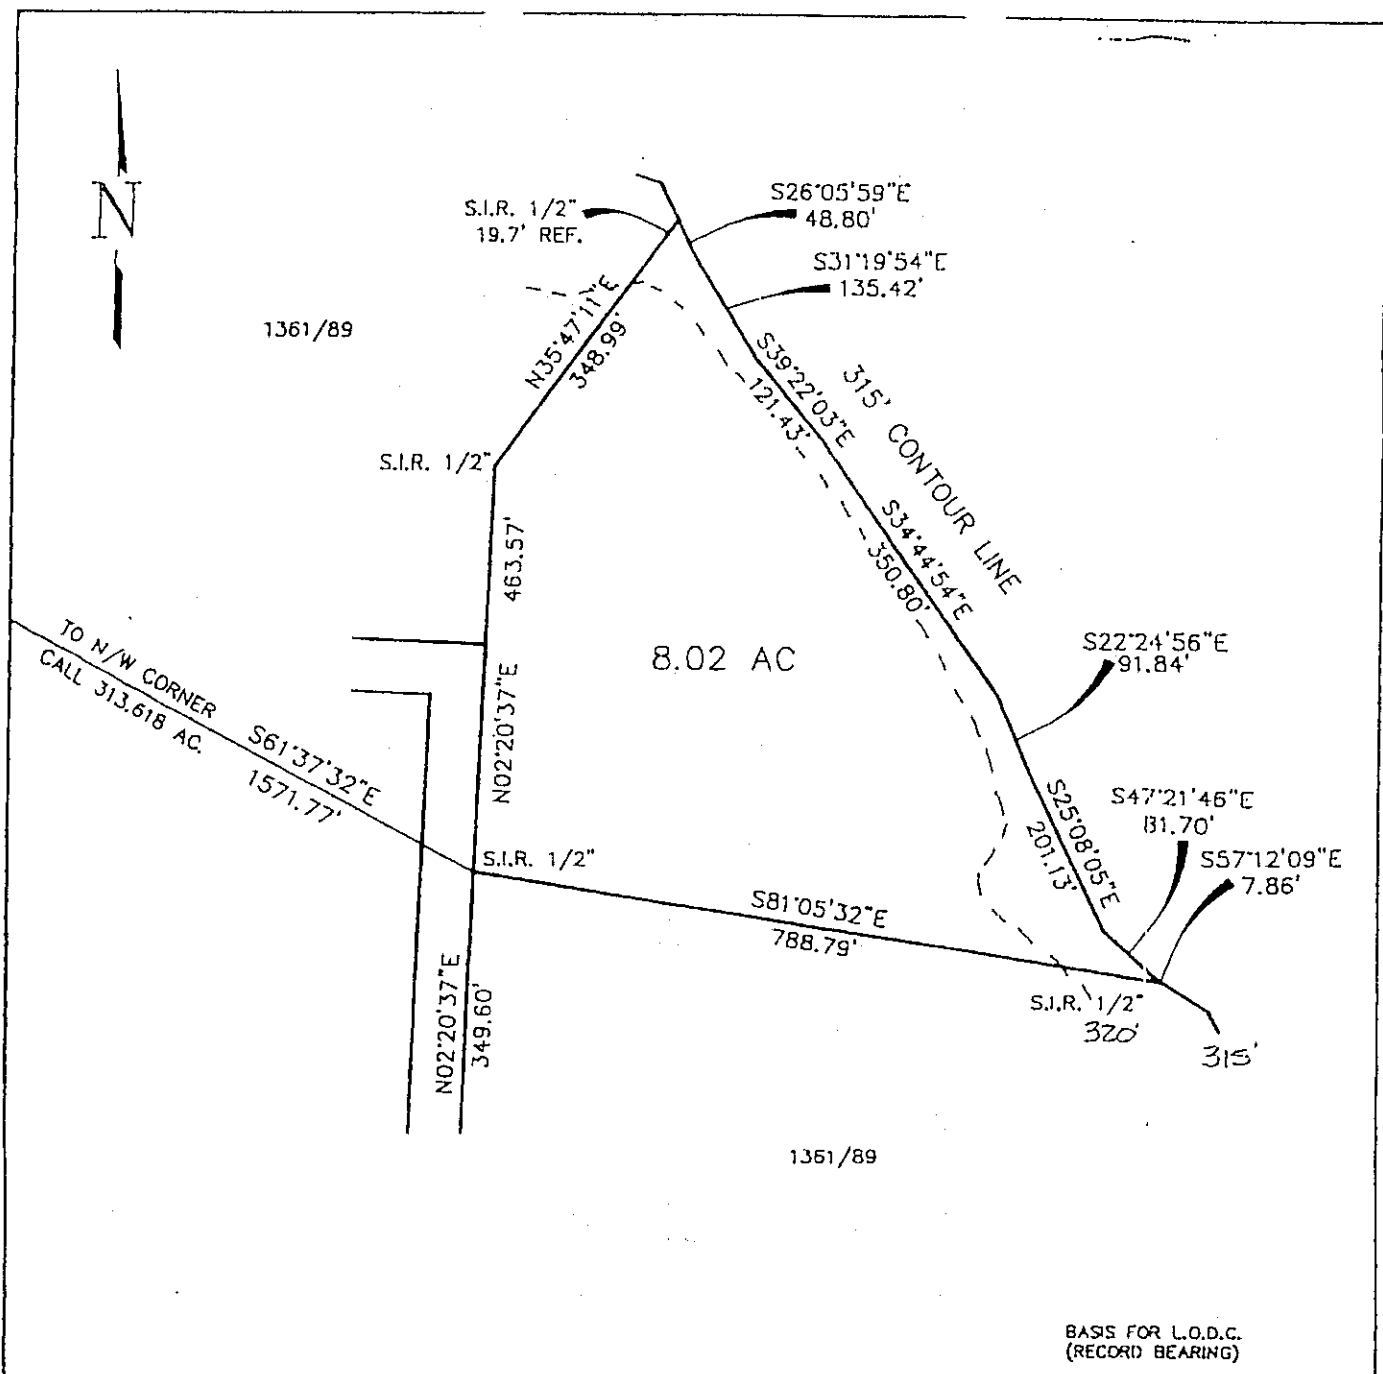 N
S.I.R. 1/2"
19.7' REF.
S26°05'59"E
48.80'
S31°19'54"E
135.42'
1361/89
N35°47'11"E
348.99'
S39°22'03"E
121.43'
315' CONTOUR LINE
S.I.R. 1/2"
463.57'
N02°20'37"E
S34°44'54"E
350.80'
8.02 AC
S22°24'56"E
91.84'
TO N/W CORNER
CALL 313.618 AC.
S61°37'32"E
1571.77'
S25°08'05"E
201.13'
S47°21'46"E
81.70'
S57°12'09"E
7.86'
S.I.R. 1/2"
S81°05'32"E
788.79'
N02°20'37"E
349.60'
S.I.R. 1/2"
320'
315'
1361/89
BASIS FOR L.O.D.C.
(RECORD BEARING)